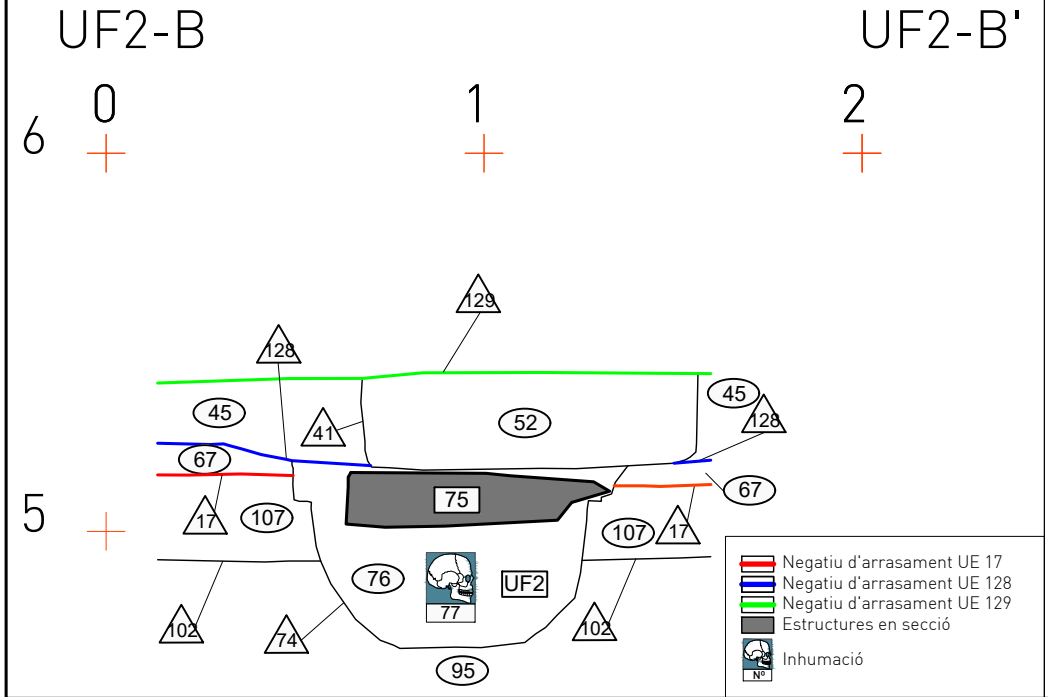 UF2-B UF2-B'
0 1 2
6
129
128
45 45
52
41 128
67
75
67
5
17 107 107 17
76 UF2
77
102 74 102
95
Negatiu d'arrasament UE 17
Negatiu d'arrasament UE 128
Negatiu d'arrasament UE 129
Estructures en secció
Inhumació
Nº